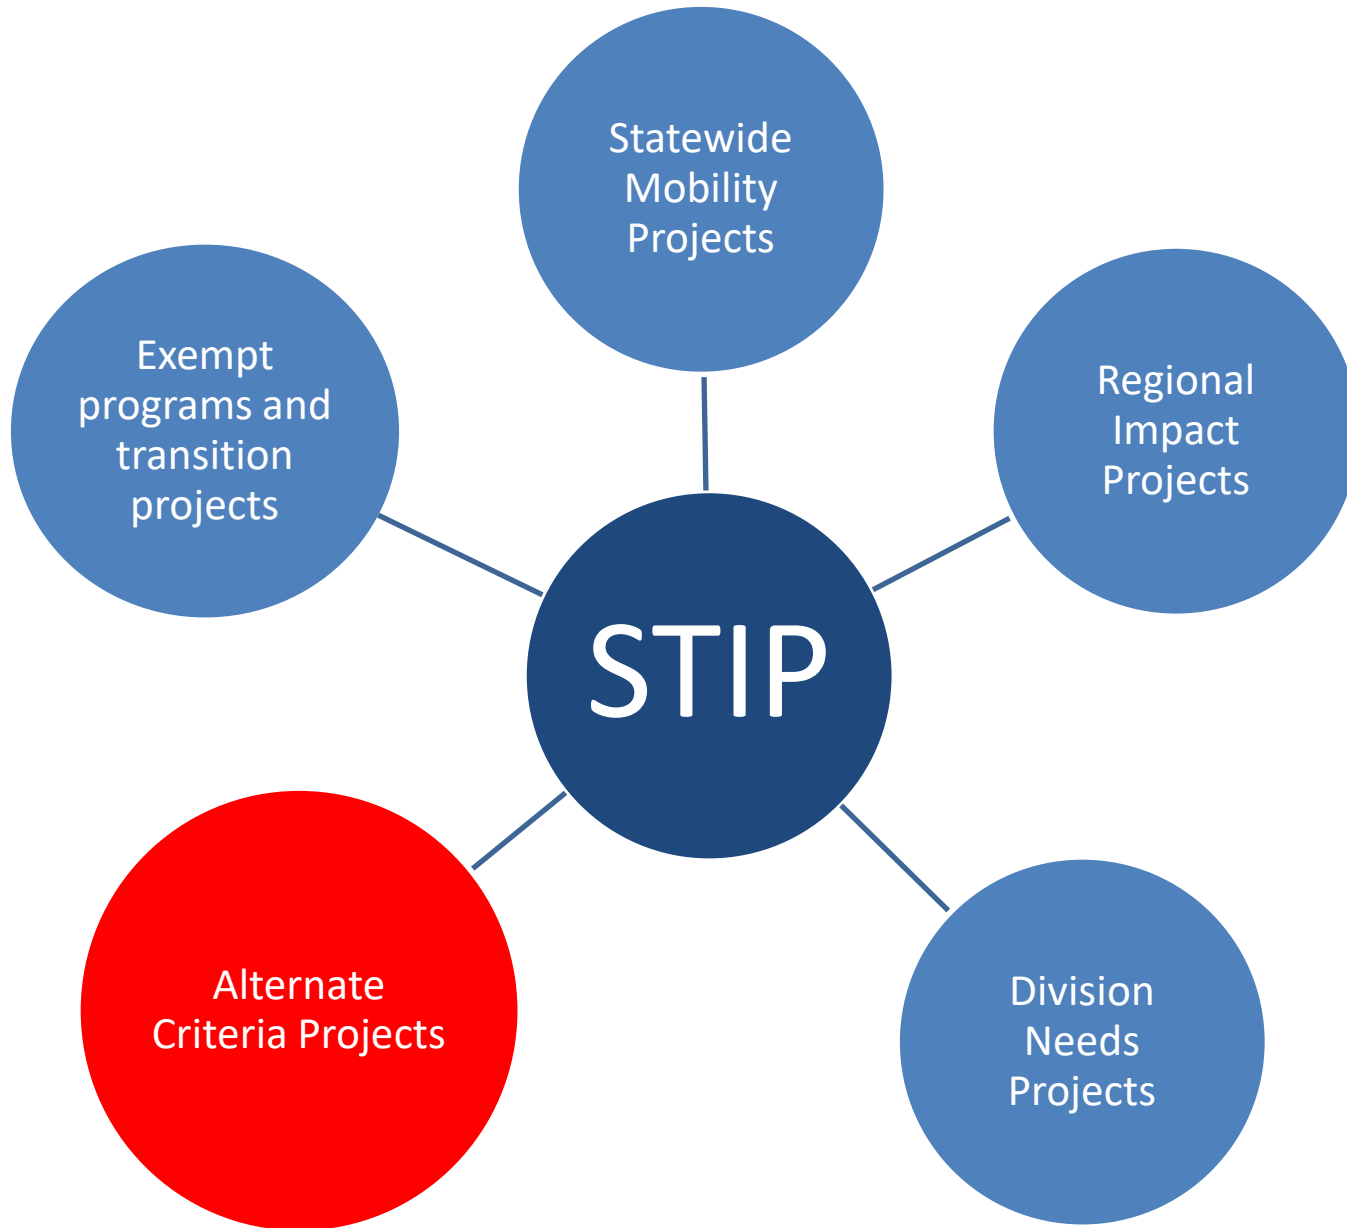 Statewide
Mobility
Projects
Exempt
programs and
transition
projects
Regional
Impact
Projects
STIP
Alternate
Criteria Projects
Division
Needs
Projects